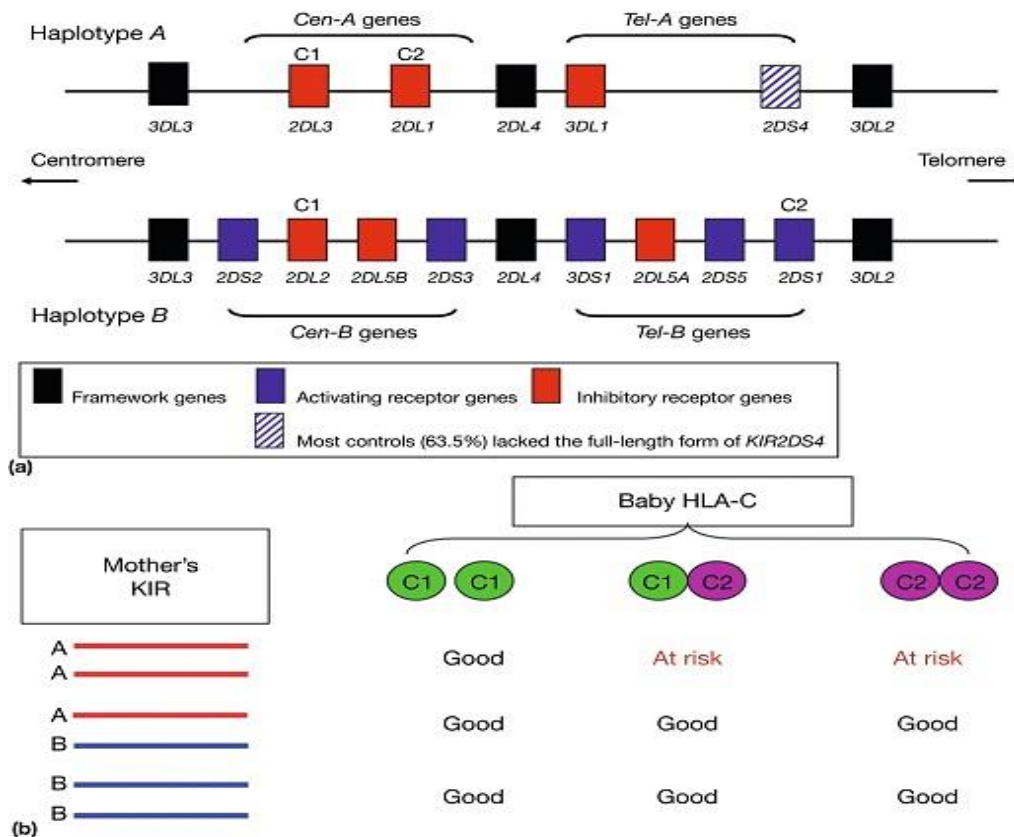 Haplotype A
Cen-A genes
Tel-A genes
C1 C2
3DL3 2DL3 2DL1 2DL4 3DL1 2DS4 3DL2
Centromere
Telomere
C1 C2
3DL3 2DS2 2DL2 2DL5B 2DS3 2DL4 3DS1 2DL5A 2DS5 2DS1 3DL2
Haplotype B
Cen-B genes
Tel-B genes
Framework genes
Activating receptor genes
Inhibitory receptor genes
Most controls (63.5%) lacked the full-length form of KIR2DS4
(a)
Baby HLA-C
Mother's
KIR
C1 C1 C1 C2 C2 C2
A
A
Good At risk At risk
A
B
Good Good Good
B
B
Good Good Good
(b)